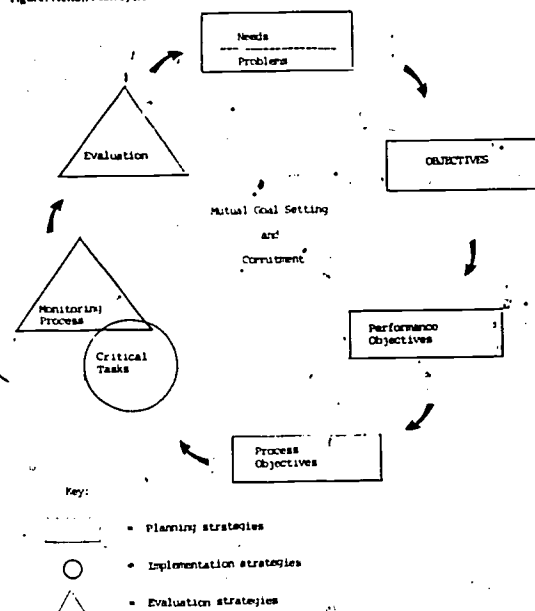 Needs
Problems
OBJECTIVES
Evaluation
Mutual Goal Setting
and
Commitment
Monitoring
Process
Performance
Objectives
Critical
Tasks
Process
Objectives
Key:
= Planning strategies
= Implementation strategies
= Evaluation strategies